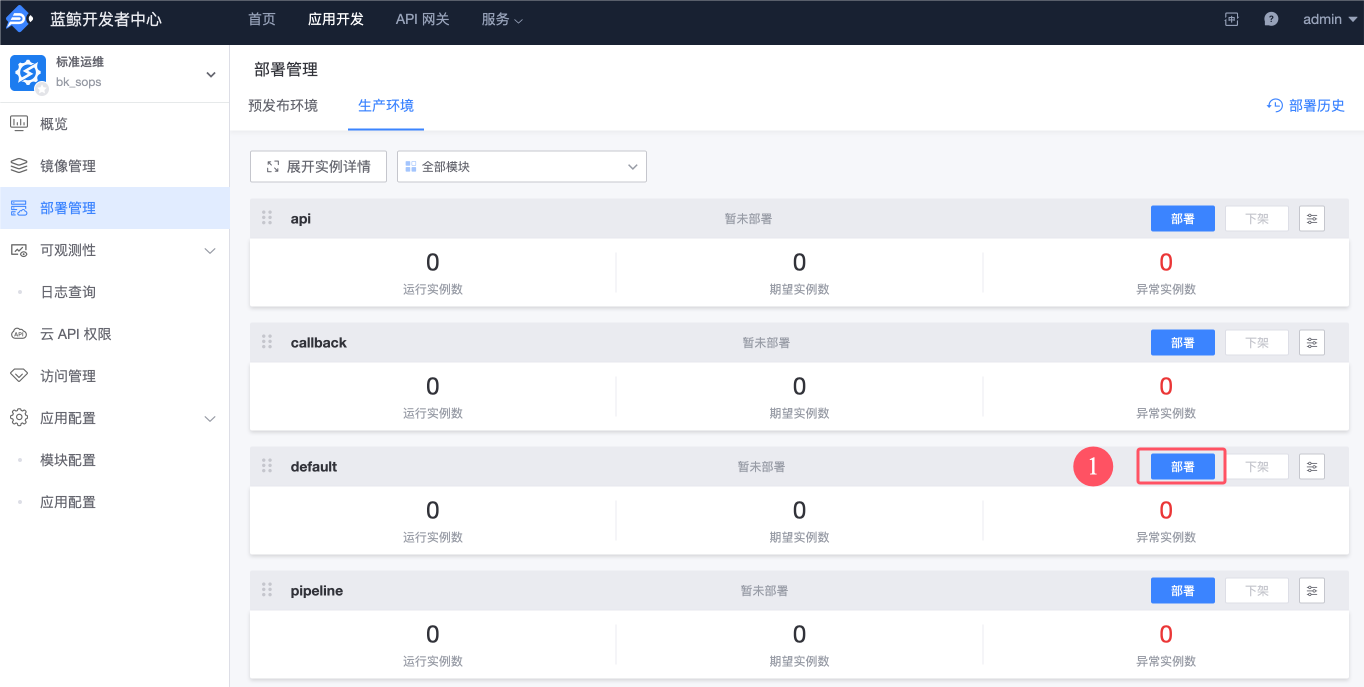 蓝鲸开发者中心
首页
应用开发
API 网关
服务
中
?
admin
标准运维
bk_sops
概览
镜像管理
部署管理
可观测性
日志查询
API
云 API 权限
访问管理
应用配置
模块配置
应用配置
部署管理
预发布环境
生产环境
部署历史
展开实例详情
全部模块
api
暂未部署
部署
下架
0
运行实例数
0
期望实例数
0
异常实例数
callback
暂未部署
部署
下架
0
运行实例数
0
期望实例数
0
异常实例数
default
暂未部署
1
部署
下架
0
运行实例数
0
期望实例数
0
异常实例数
pipeline
暂未部署
部署
下架
0
运行实例数
0
期望实例数
0
异常实例数